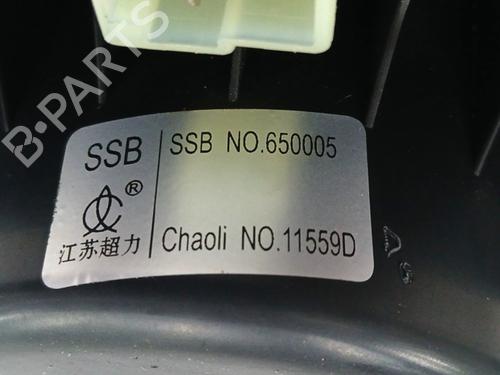 B-PARTS
SSB
®
江苏超力
SSB NO.650005
Chaoli NO.11559D